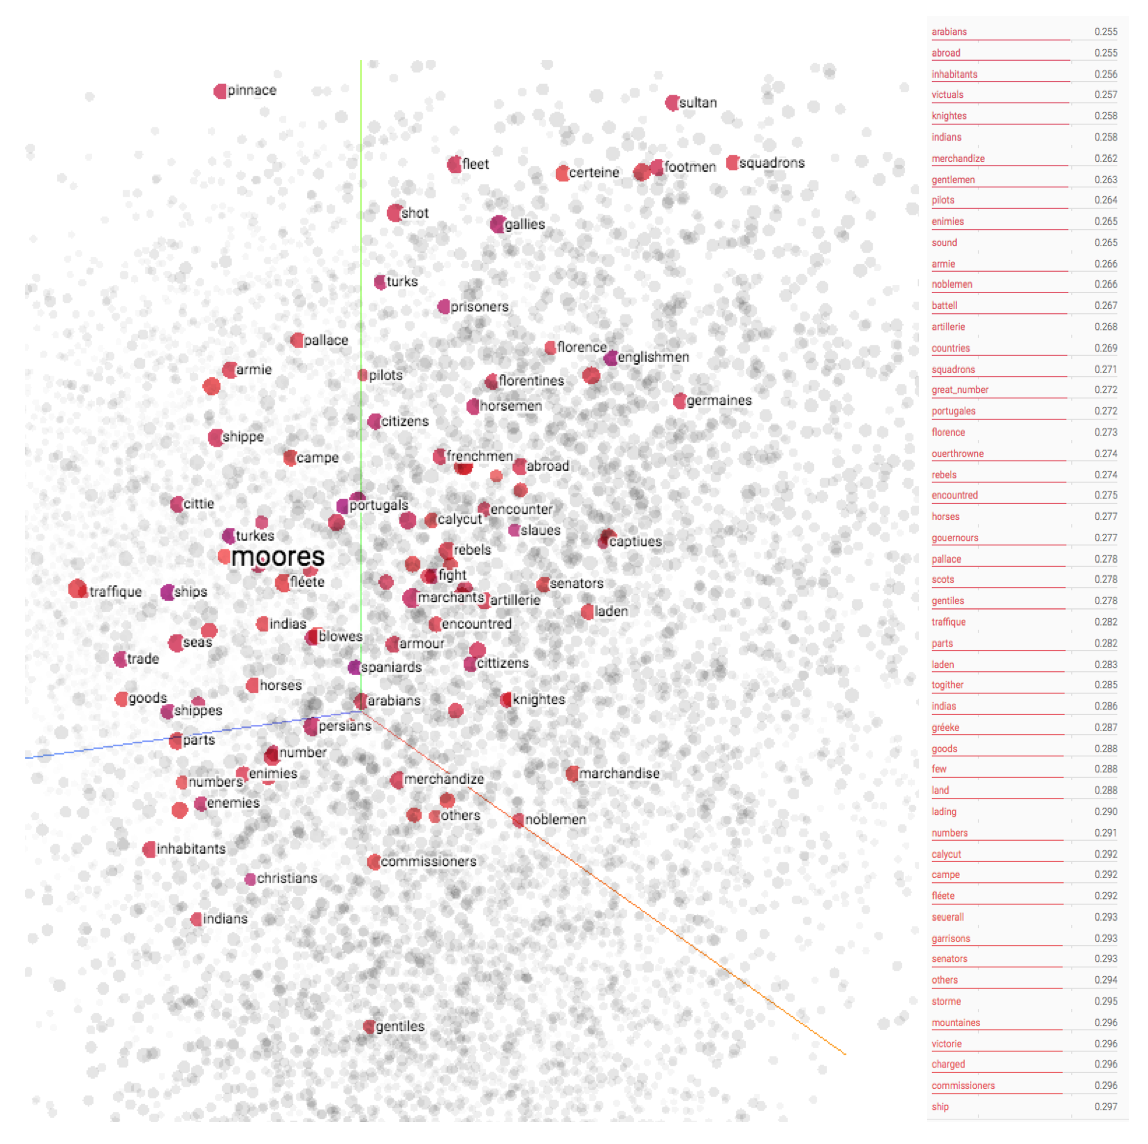 pinnace
sultan
fleet
certeine
footmen
squadrons
shot
gallies
turks
prisoners
pallace
florence
englishmen
armie
pilots
florentines
germaines
horsemen
citizens
shippe
campe
frenchmen
abroad
cittie
portugals
encounter
calycut
slaues
turkes
captiues
moores
rebels
fight
fléete
senators
traffique
ships
marchants
artillerie
laden
indias
encountred
blowes
seas
armour
trade
spaniards
cittizens
horses
goods
arabians
knightes
shippes
persians
parts
number
enimies
numbers
merchandize
marchandise
enemies
others
noblemen
inhabitants
commissioners
christians
indians
gentiles
arabians 0.255
abroad 0.255
inhabitants 0.256
victuals 0.257
knightes 0.258
indians 0.258
merchandize 0.262
gentlemen 0.263
pilots 0.264
enimies 0.265
sound 0.265
armie 0.266
noblemen 0.266
battell 0.267
artillerie 0.268
countries 0.269
squadrons 0.271
great_number 0.272
portugales 0.272
florence 0.273
ouerthrowne 0.274
rebels 0.274
encountred 0.275
horses 0.277
gouernours 0.277
pallace 0.278
scots 0.278
gentiles 0.278
traffique 0.282
parts 0.282
laden 0.283
togither 0.285
indias 0.286
gréeke 0.287
goods 0.288
few 0.288
land 0.288
lading 0.290
numbers 0.291
calycut 0.292
campe 0.292
fléete 0.292
seuerall 0.293
garrisons 0.293
senators 0.293
others 0.294
storme 0.295
mountaines 0.296
victorie 0.296
charged 0.296
commissioners 0.296
ship 0.297